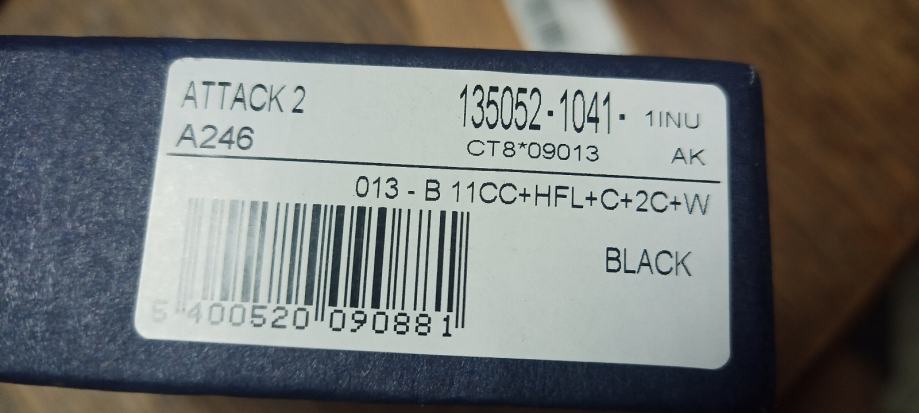 ATTACK 2 135052-1041- 1INU
A246 CT8*09013 AK
013 - B 11CC+HFL+C+2C+W
BLACK
5 400520 090881